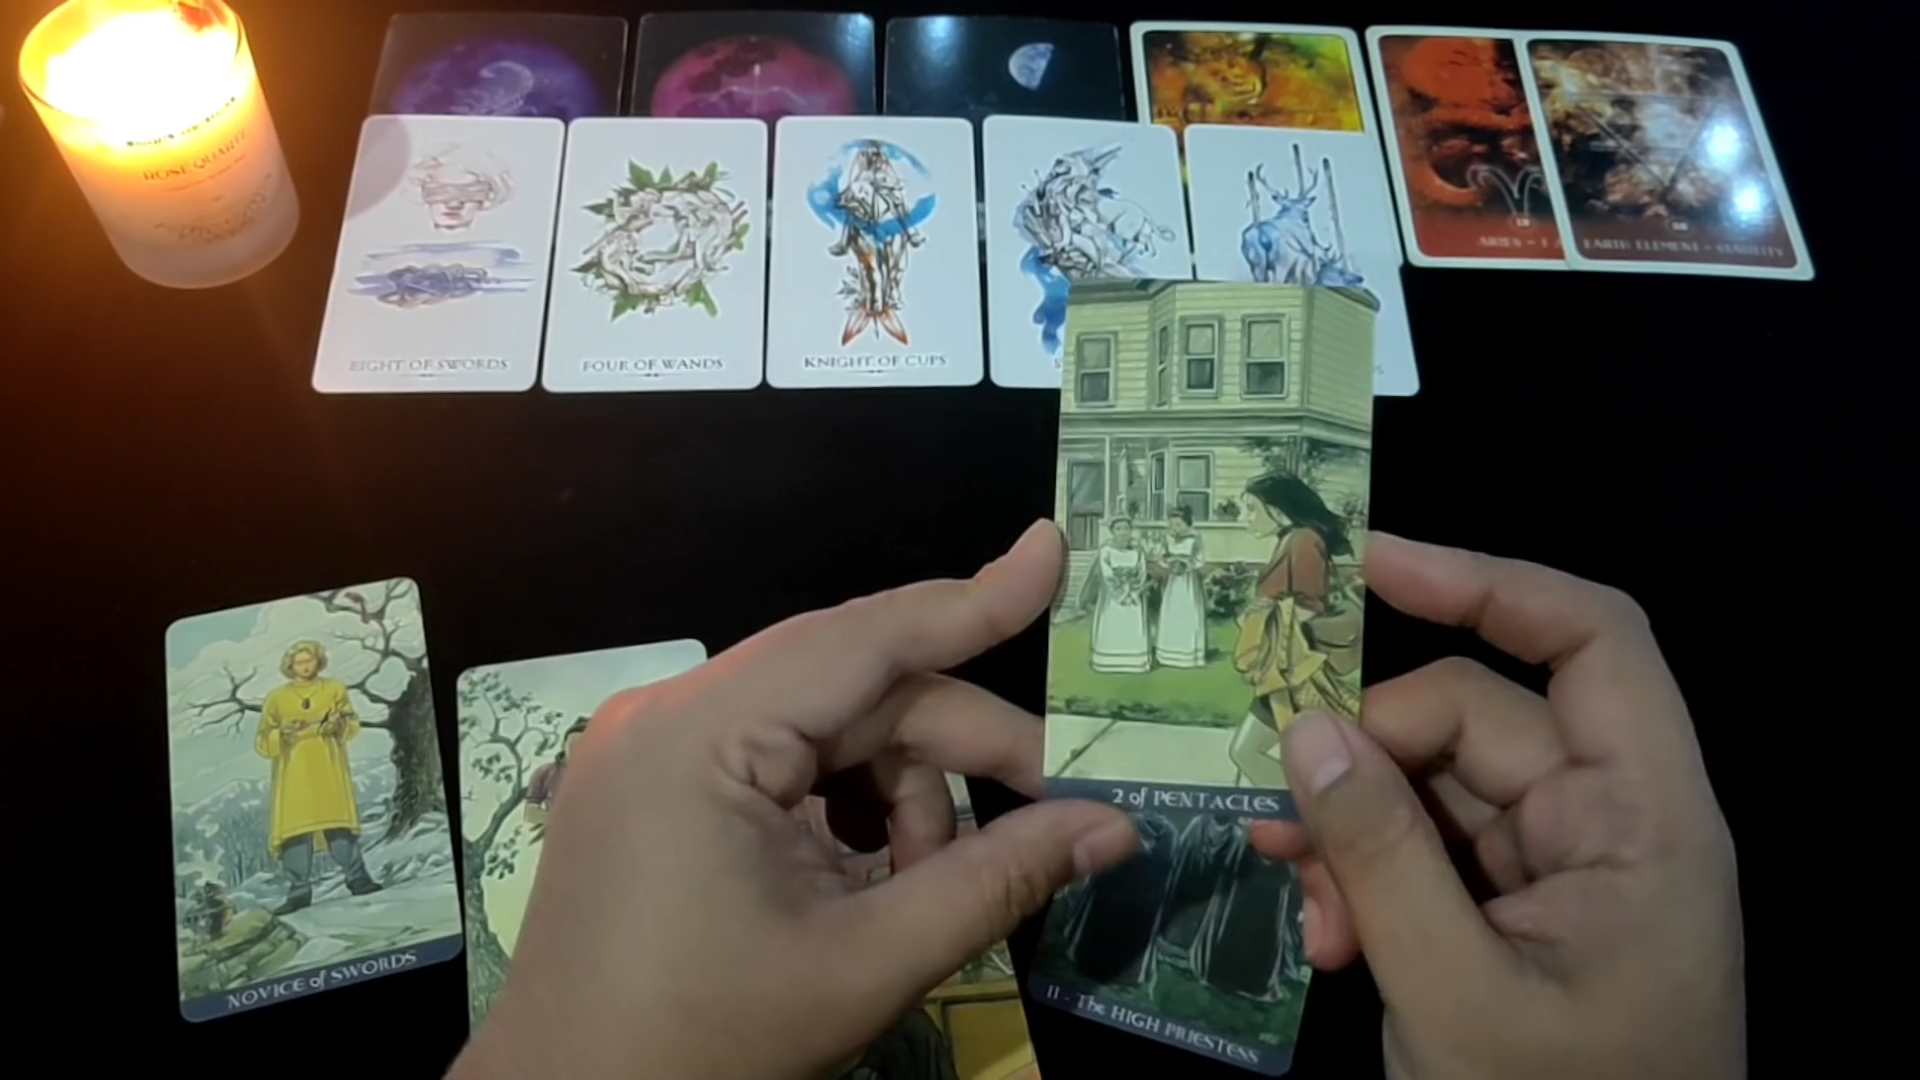 ROSE QUARTZ
EIGHT OF SWORDS
FOUR OF WANDS
KNIGHT OF CUPS
ARIES - I A
EARTH ELEMENT - STABILITY
2 of PENTACLES
NOVICE of SWORDS
II - The HIGH PRIESTESS